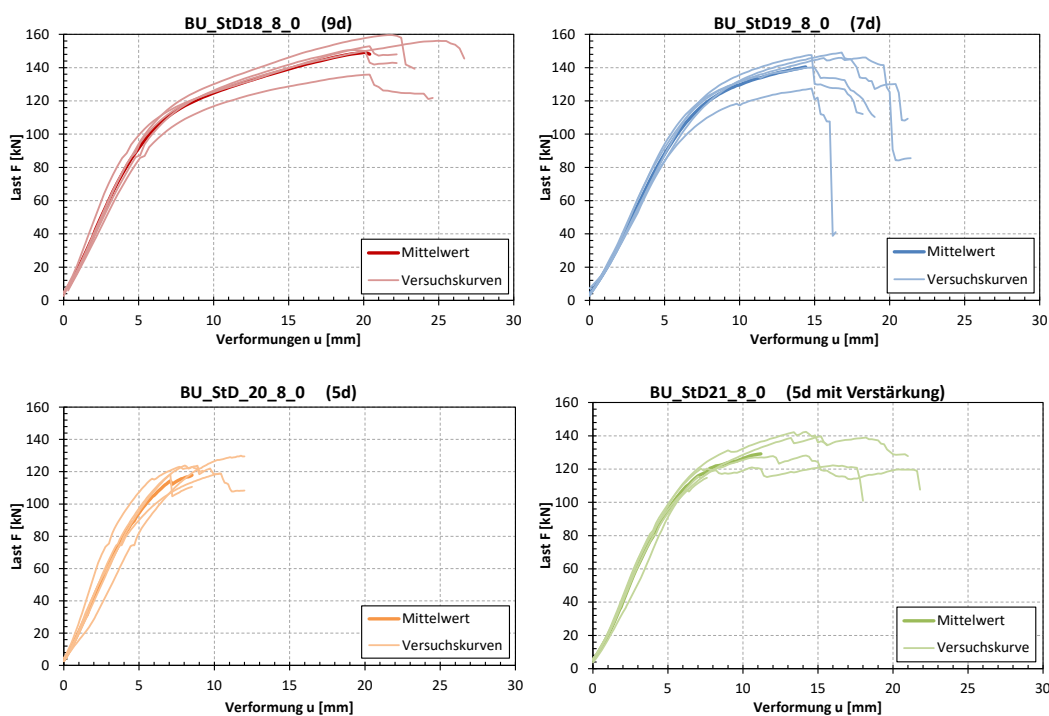 BU_StD18_8_0 (9d)
Last F [kN]
160
140
120
100
80
60
40
20
0
Mittelwert
Versuchskurven
0 5 10 15 20 25 30
Verformungen u [mm]
BU_StD19_8_0 (7d)
Last F [kN]
160
140
120
100
80
60
40
20
0
Mittelwert
Versuchskurven
0 5 10 15 20 25 30
Verformung u [mm]
BU_StD_20_8_0 (5d)
Last F [kN]
160
140
120
100
80
60
40
20
0
Mittelwert
Versuchskurven
0 5 10 15 20 25 30
Verformung u [mm]
BU_StD21_8_0 (5d mit Verstärkung)
Last F [kN]
160
140
120
100
80
60
40
20
0
Mittelwert
Versuchskurve
0 5 10 15 20 25 30
Verformung u [mm]